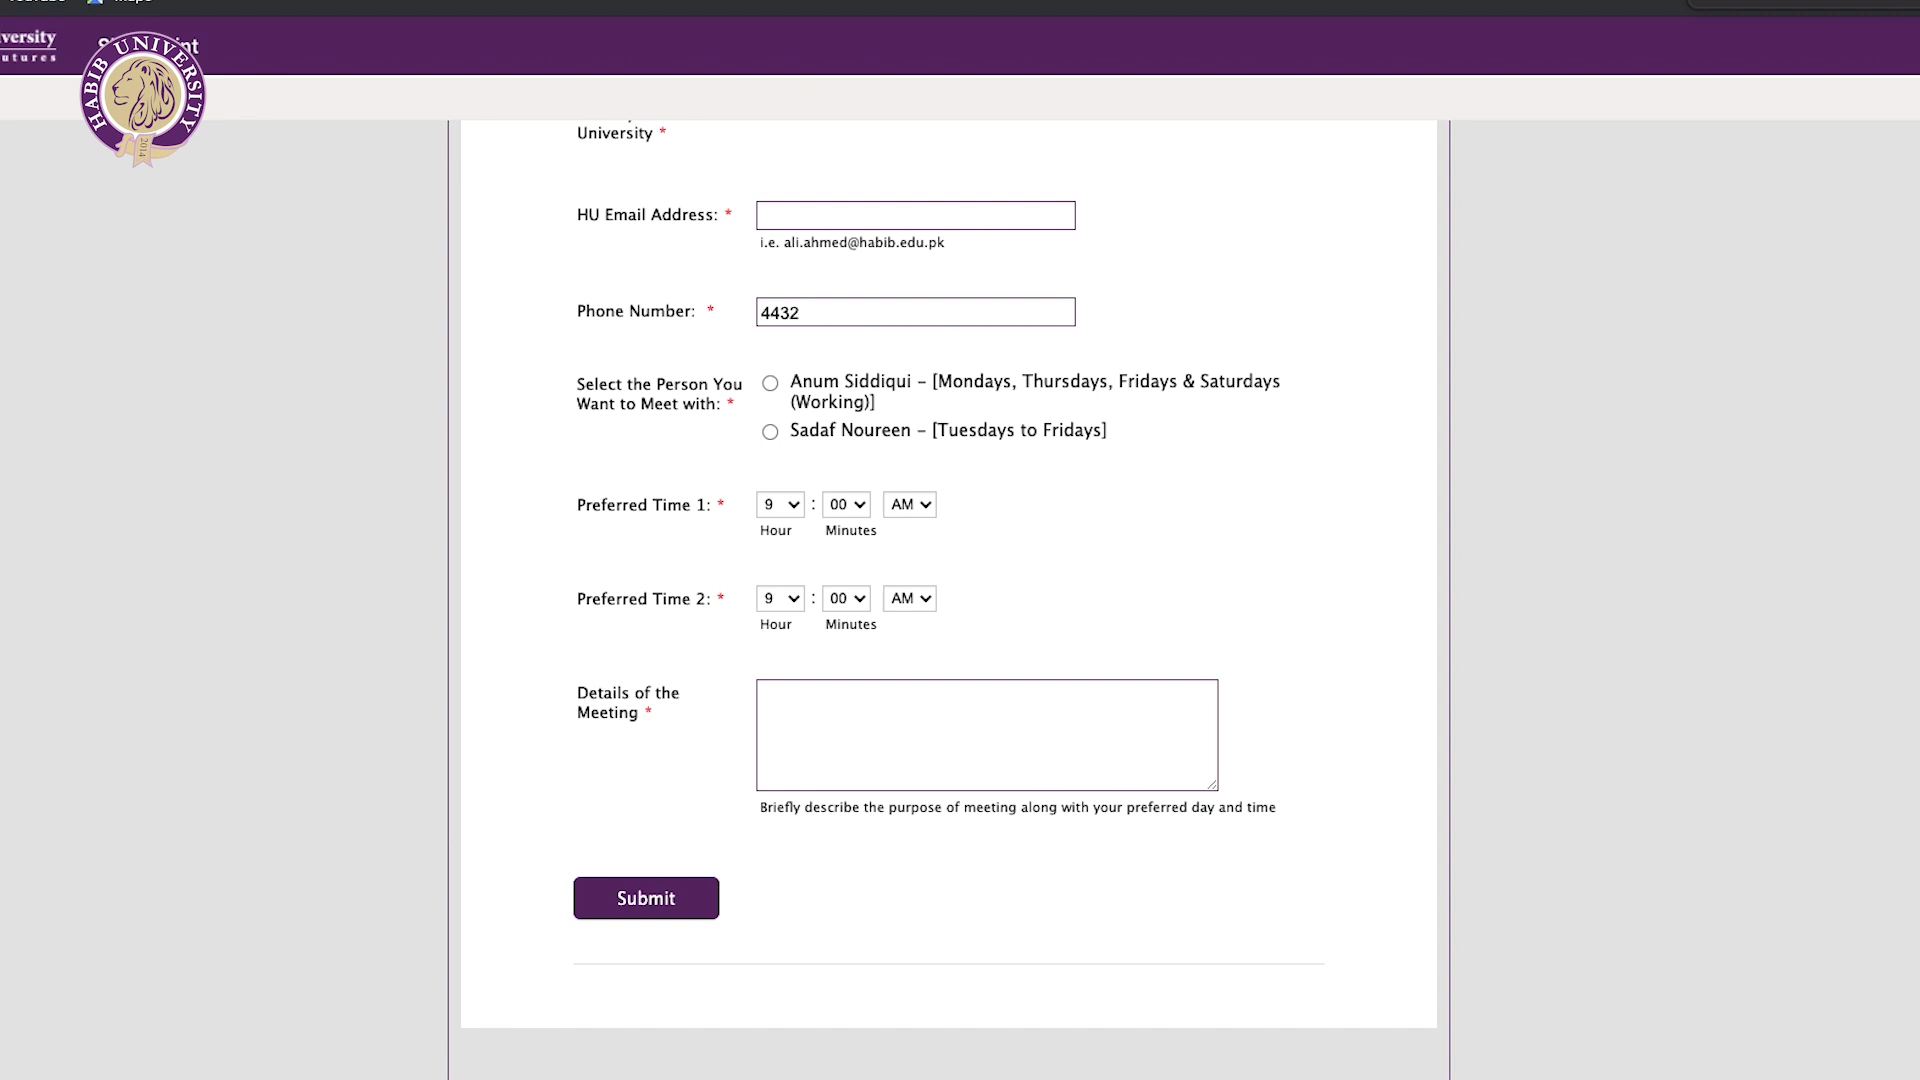 versity
utures
HABIB UNIVERSITY
2014
University *
HU Email Address: *
i.e. ali.ahmed@habib.edu.pk
Phone Number: * 4432
Select the Person You
Want to Meet with: *
Anum Siddiqui – [Mondays, Thursdays, Fridays & Saturdays
(Working)]
Sadaf Noureen – [Tuesdays to Fridays]
Preferred Time 1: * 9 : 00 AM
Hour Minutes
Preferred Time 2: * 9 : 00 AM
Hour Minutes
Details of the
Meeting *
Briefly describe the purpose of meeting along with your preferred day and time
Submit